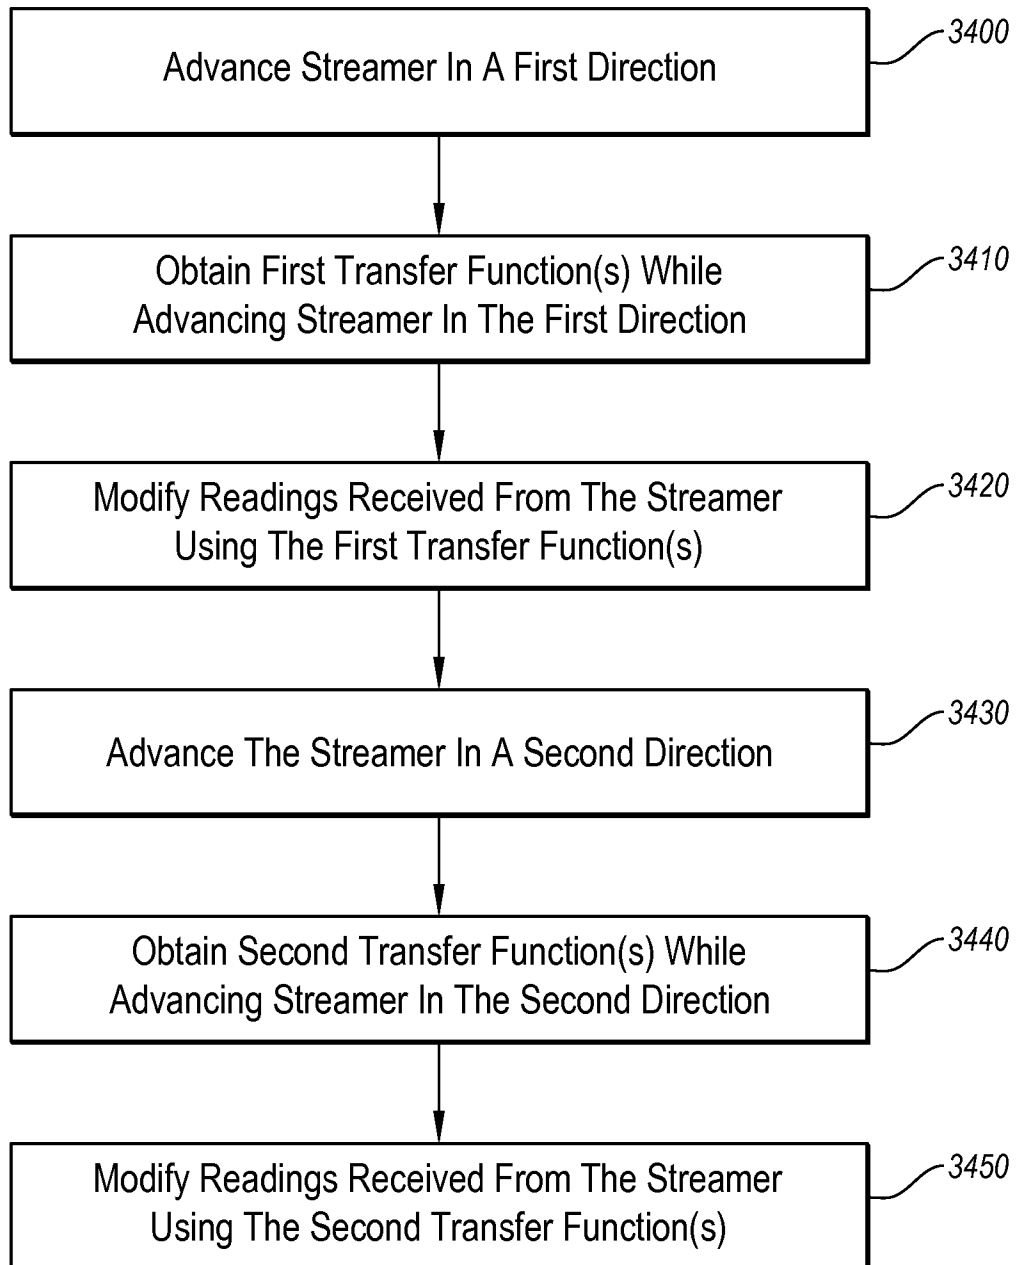 Advance Streamer In A First Direction
3400
Obtain First Transfer Function(s) While
Advancing Streamer In The First Direction
3410
Modify Readings Received From The Streamer
Using The First Transfer Function(s)
3420
Advance The Streamer In A Second Direction
3430
Obtain Second Transfer Function(s) While
Advancing Streamer In The Second Direction
3440
Modify Readings Received From The Streamer
Using The Second Transfer Function(s)
3450